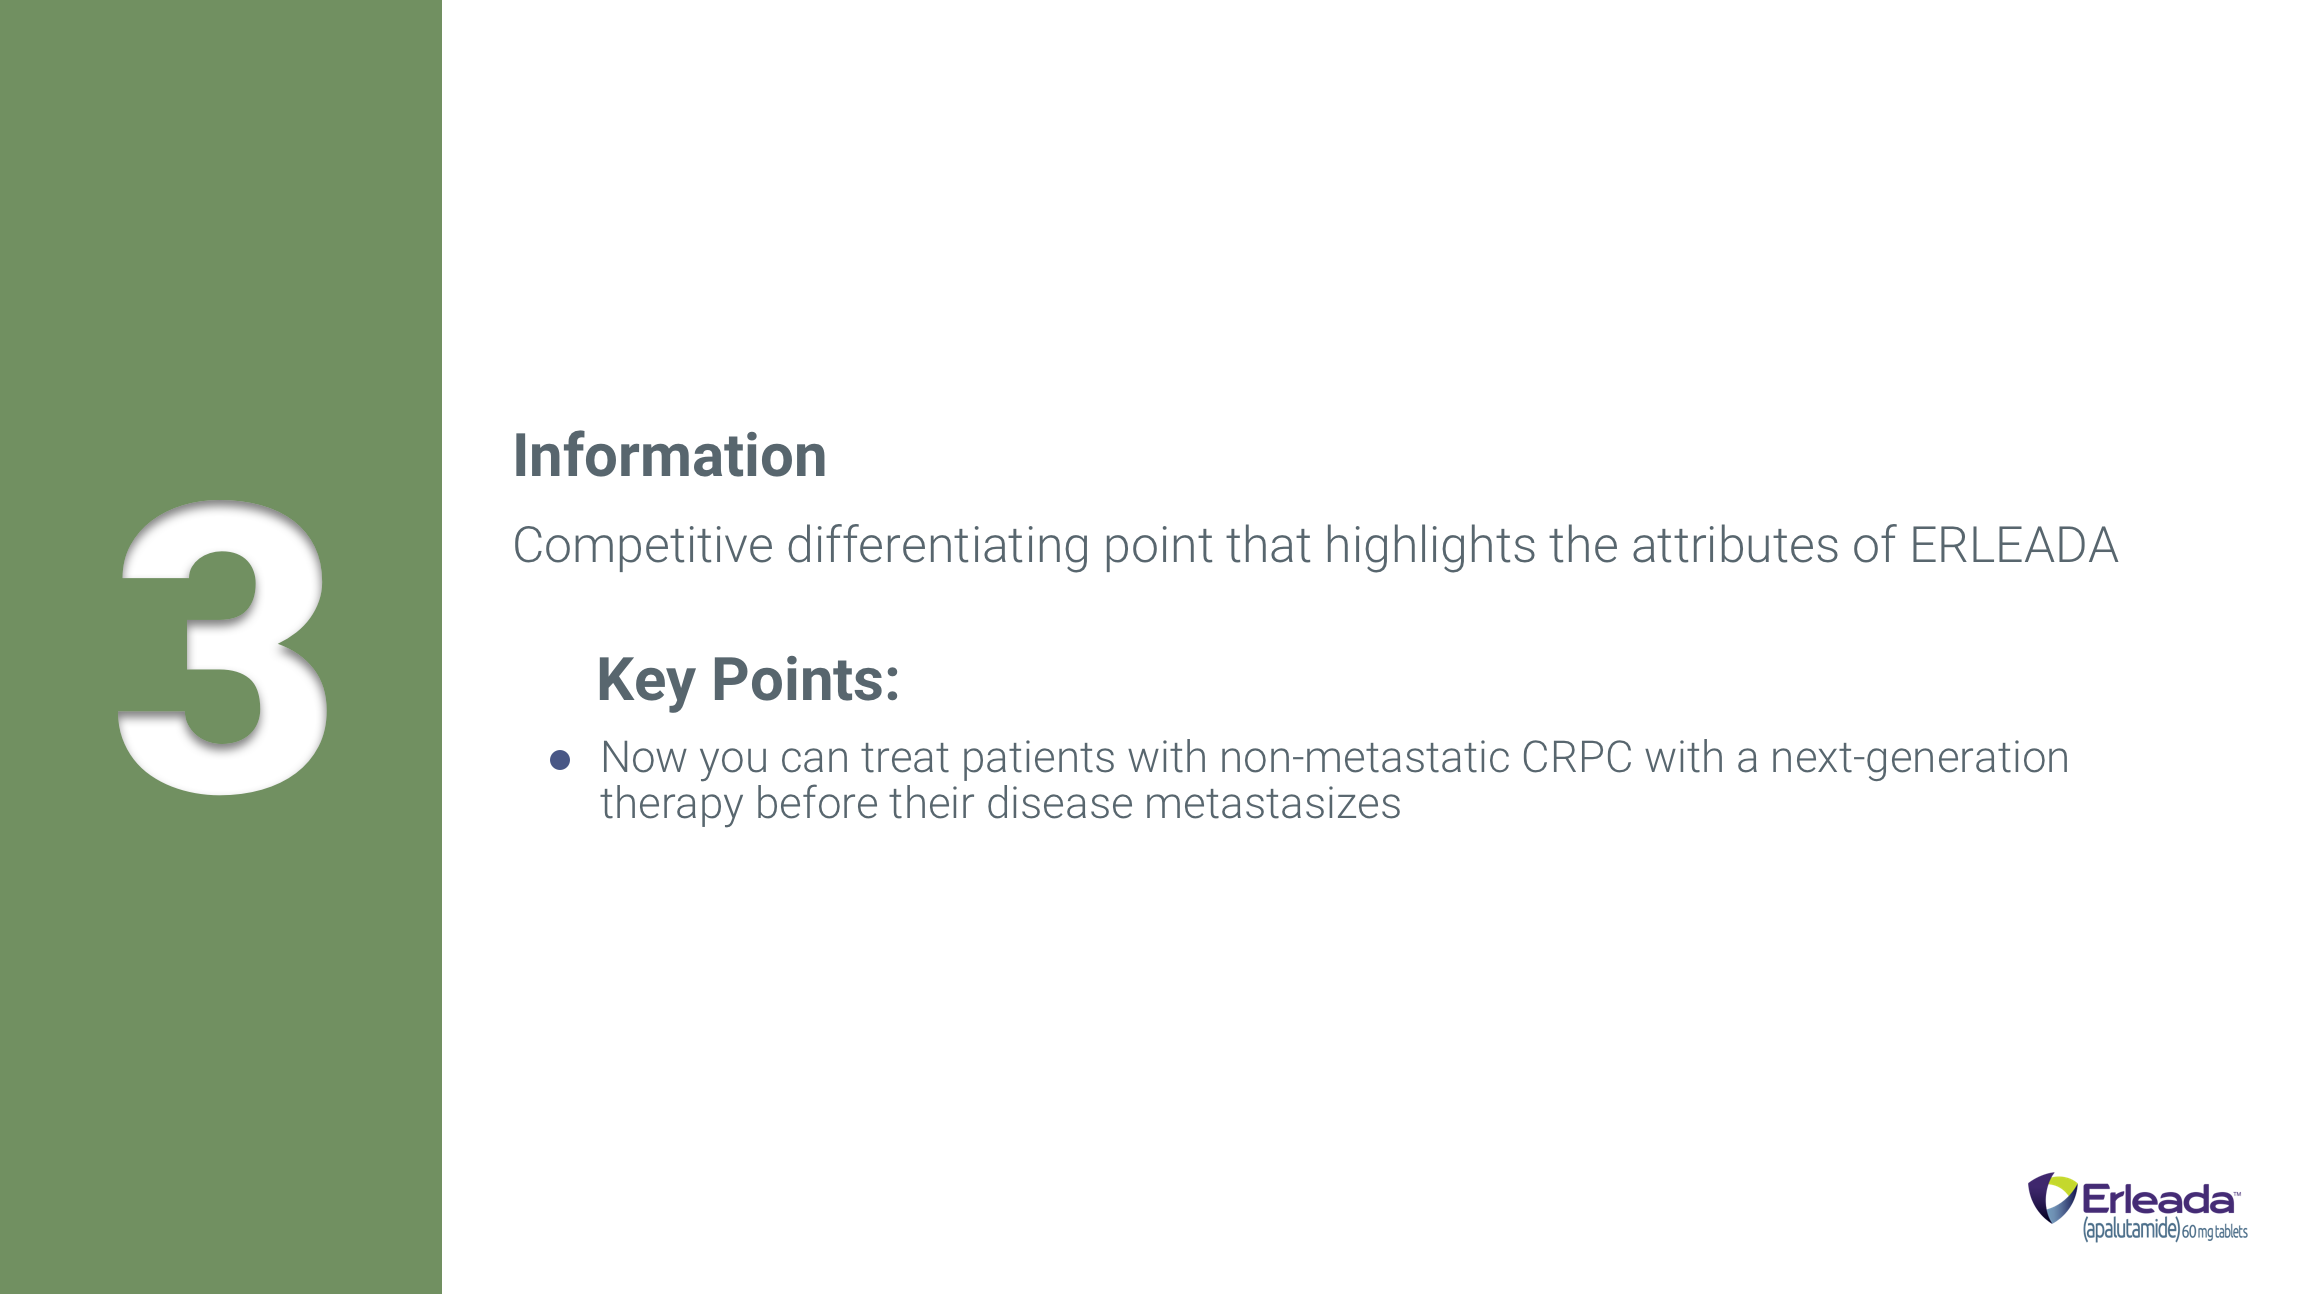 3
Information
Competitive differentiating point that highlights the attributes of ERLEADA
Key Points:
● Now you can treat patients with non-metastatic CRPC with a next-generation
therapy before their disease metastasizes
Erleada™
(apalutamide) 60 mg tablets